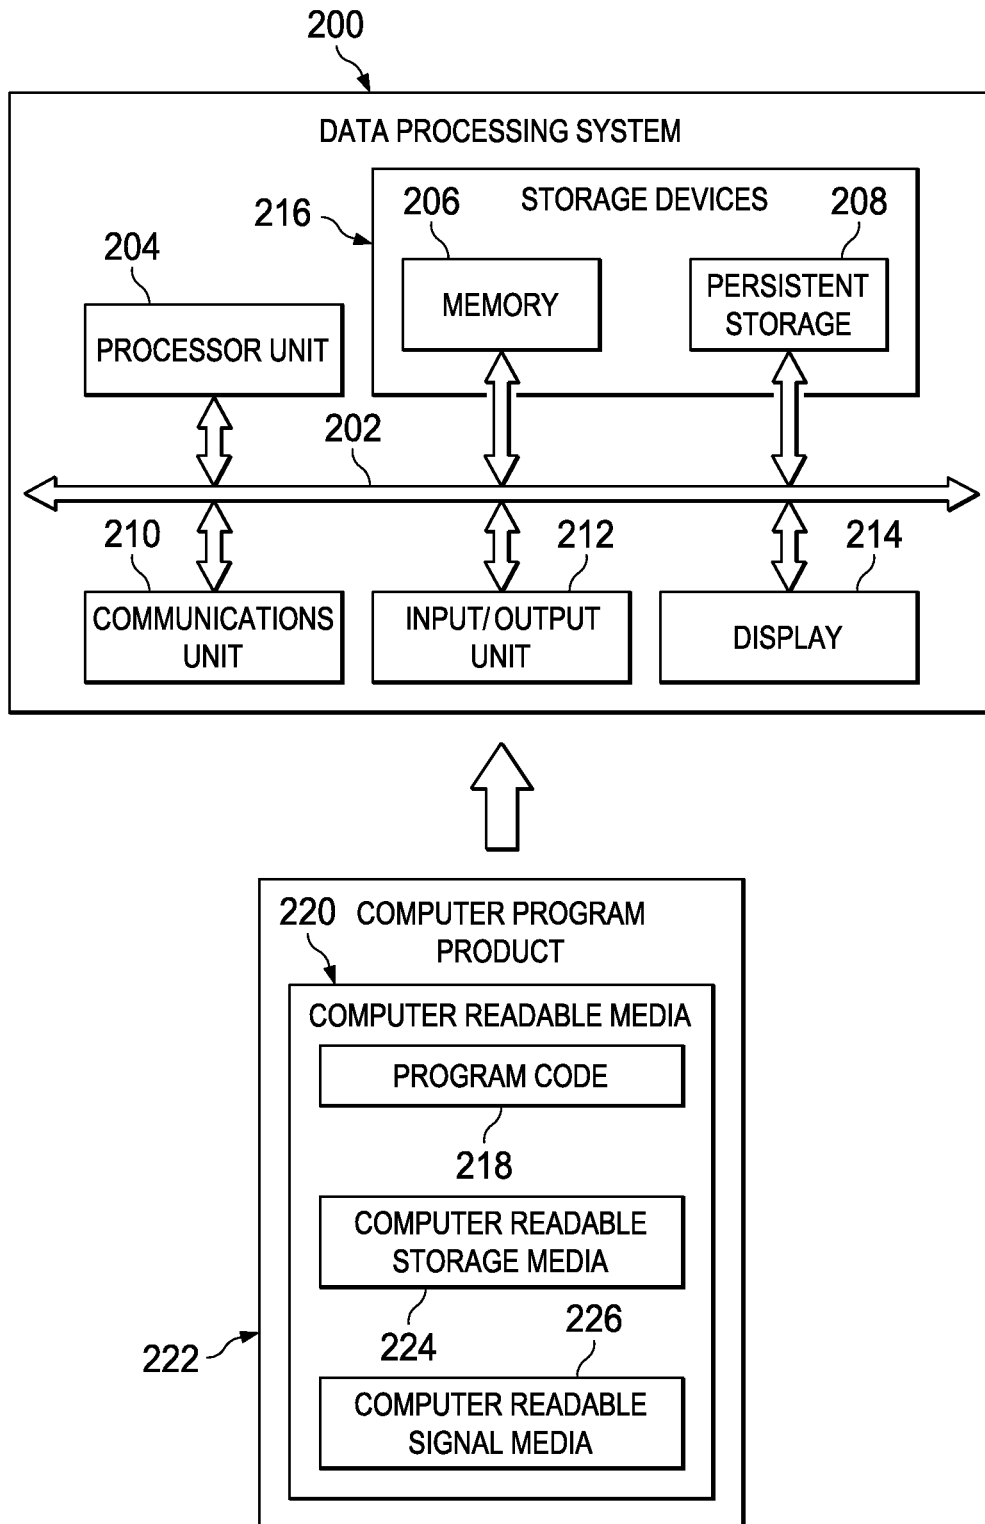 200
DATA PROCESSING SYSTEM
216
206
STORAGE DEVICES
208
204
MEMORY
PERSISTENT
STORAGE
PROCESSOR UNIT
202
210
212
214
COMMUNICATIONS
UNIT
INPUT/OUTPUT
UNIT
DISPLAY
220
COMPUTER PROGRAM
PRODUCT
COMPUTER READABLE MEDIA
PROGRAM CODE
218
COMPUTER READABLE
STORAGE MEDIA
224
226
222
COMPUTER READABLE
SIGNAL MEDIA